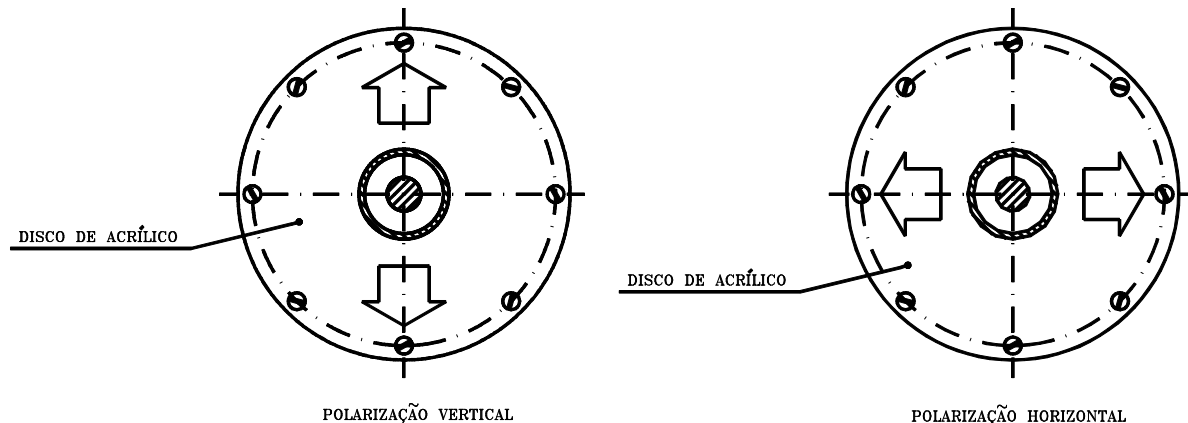 DISCO DE ACRÍLICO
DISCO DE ACRÍLICO
POLARIZAÇÃO VERTICAL
POLARIZAÇÃO HORIZONTAL